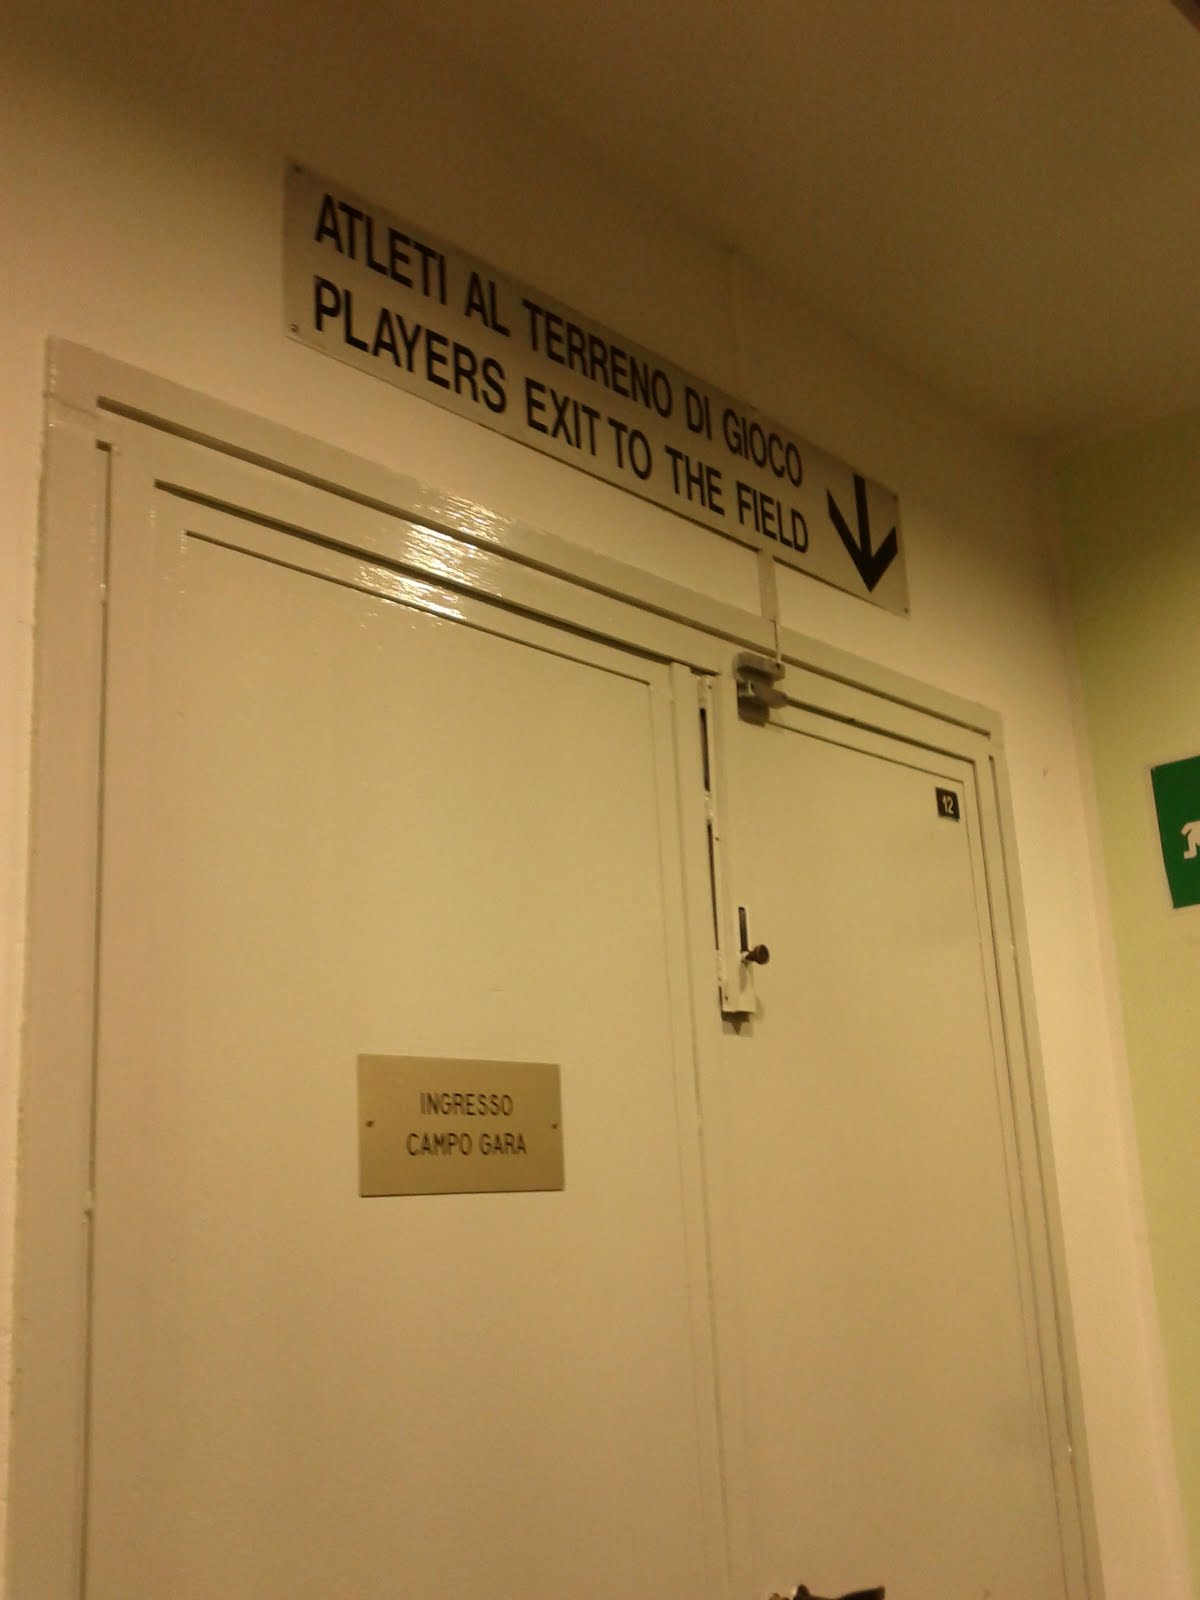 ATLETI AL TERRENO DI GIOCO
PLAYERS EXIT TO THE FIELD
12
INGRESSO
CAMPO GARA